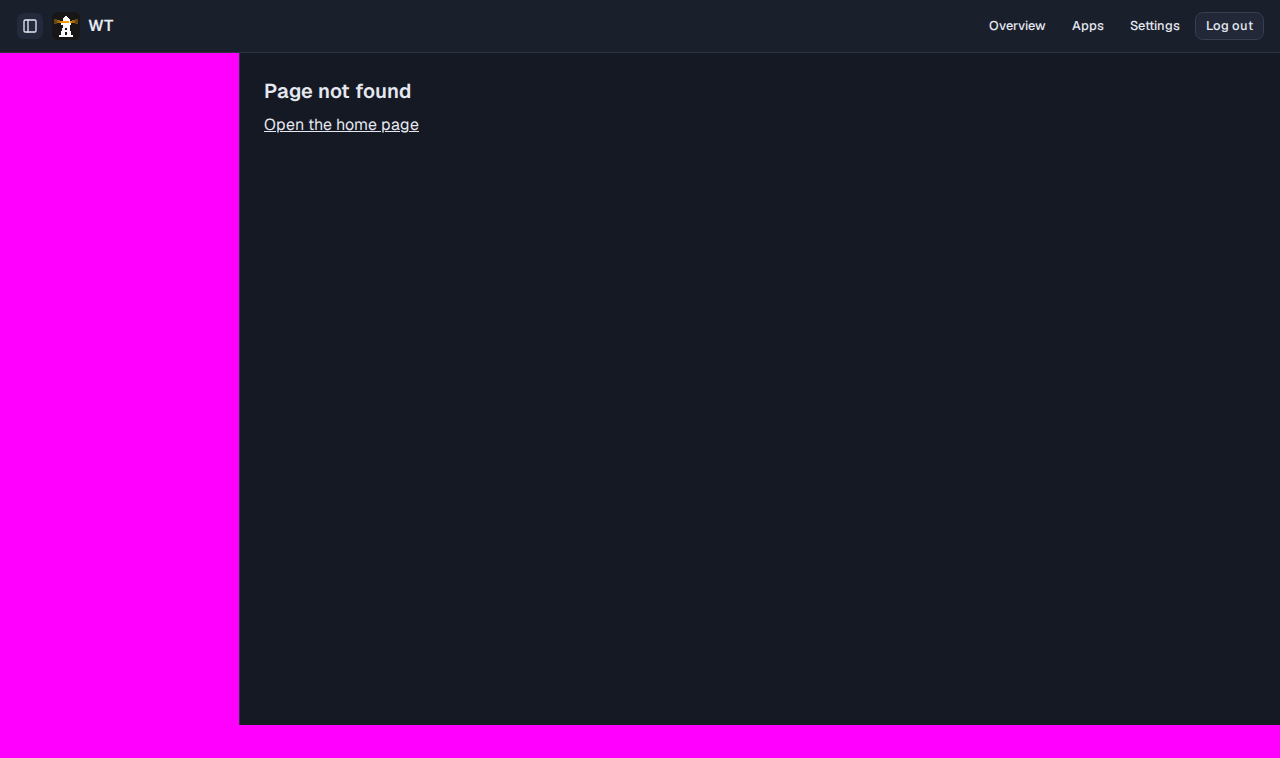 WT
Overview
Apps
Settings
Log out
Page not found
Open the home page